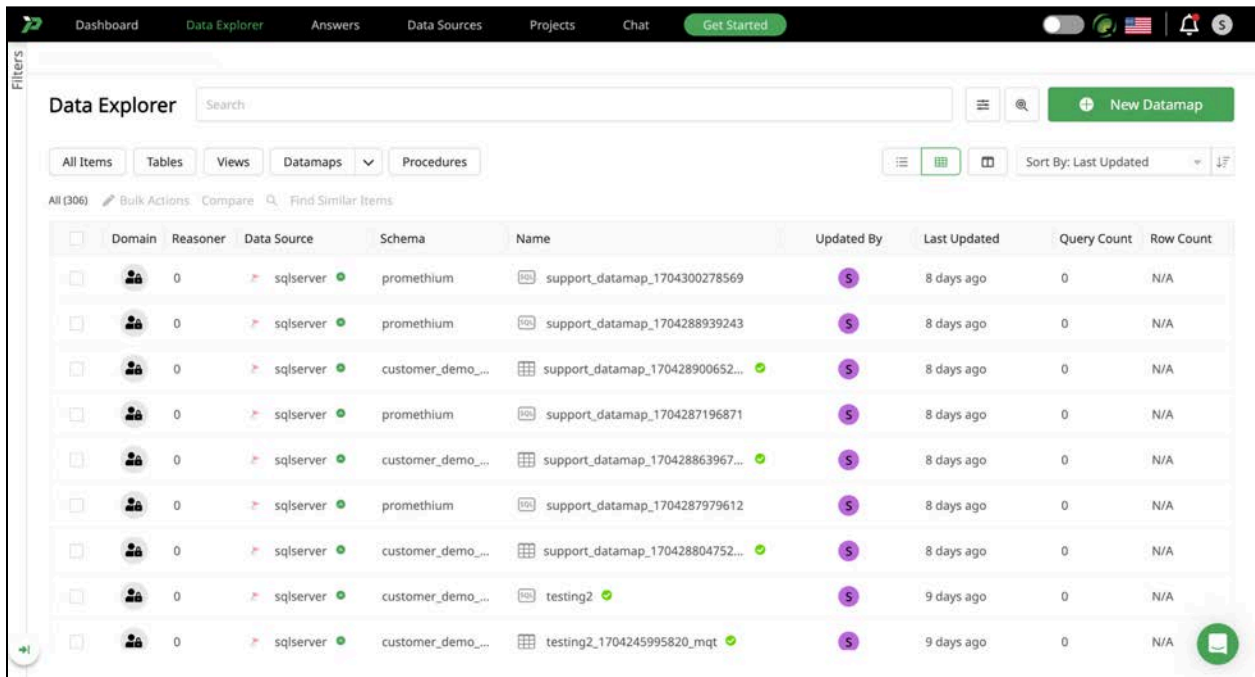 Dashboard Data Explorer Answers Data Sources Projects Chat Get Started S
Filters
Data Explorer Search New Datamap
All Items Tables Views Datamaps Procedures Sort By: Last Updated
All (306) Bulk Actions Compare Find Similar Items
Domain Reasoner Data Source Schema Name Updated By Last Updated Query Count Row Count
0 sqlserver promethium SQL support_datamap_1704300278569 S 8 days ago 0 N/A
0 sqlserver promethium SQL support_datamap_1704288939243 S 8 days ago 0 N/A
0 sqlserver customer_demo_... support_datamap_170428900652... S 8 days ago 0 N/A
0 sqlserver promethium SQL support_datamap_1704287196871 S 8 days ago 0 N/A
0 sqlserver customer_demo_... support_datamap_170428863967... S 8 days ago 0 N/A
0 sqlserver promethium SQL support_datamap_1704287979612 S 8 days ago 0 N/A
0 sqlserver customer_demo_... support_datamap_170428804752... S 8 days ago 0 N/A
0 sqlserver customer_demo_... SQL testing2 S 9 days ago 0 N/A
0 sqlserver customer_demo_... testing2_1704245995820_mqt S 9 days ago 0 N/A